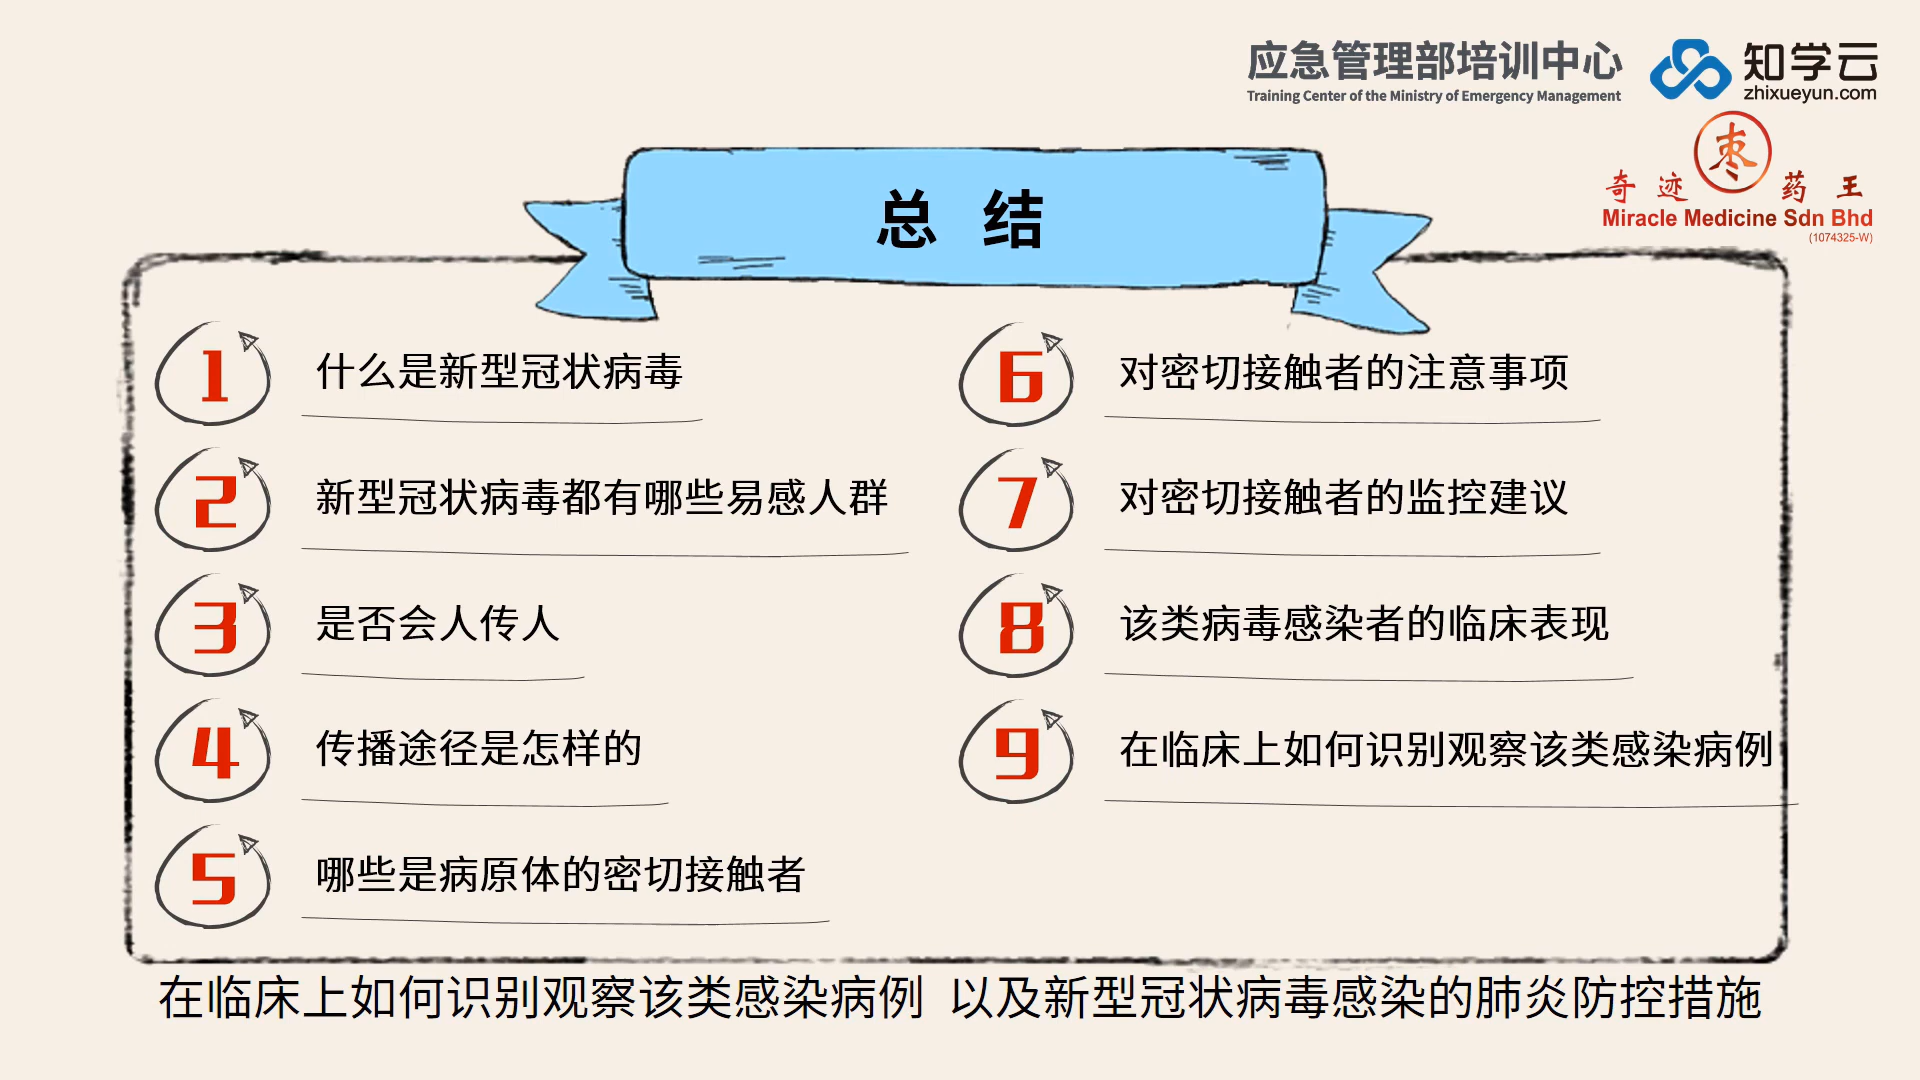 应急管理部培训中心
Training Center of the Ministry of Emergency Management
知学云
zhixueyun.com
枣
奇迹药王
Miracle Medicine Sdn Bhd
(1074325-W)
总结
1 什么是新型冠状病毒
2 新型冠状病毒都有哪些易感人群
3 是否会人传人
4 传播途径是怎样的
5 哪些是病原体的密切接触者
6 对密切接触者的注意事项
7 对密切接触者的监控建议
8 该类病毒感染者的临床表现
9 在临床上如何识别观察该类感染病例
在临床上如何识别观察该类感染病例 以及新型冠状病毒感染的肺炎防控措施